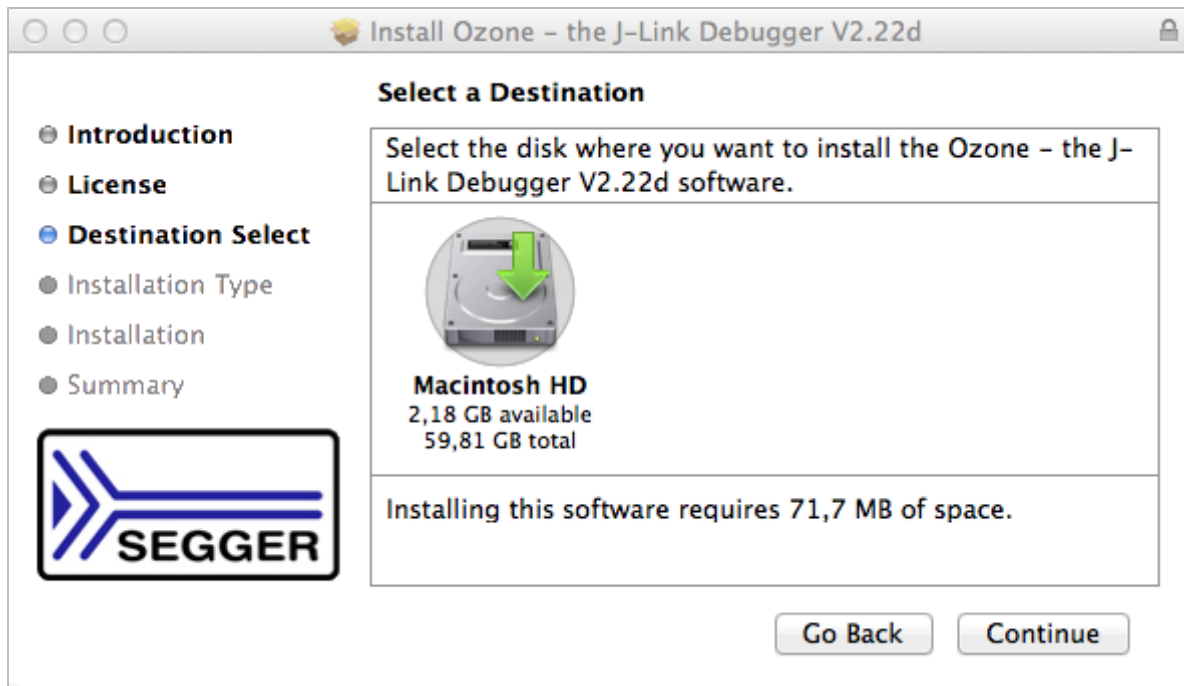 Install Ozone – the J–Link Debugger V2.22d
Select a Destination
Introduction
License
Destination Select
Installation Type
Installation
Summary
SEGGER
Select the disk where you want to install the Ozone – the J–
Link Debugger V2.22d software.
Macintosh HD
2,18 GB available
59,81 GB total
Installing this software requires 71,7 MB of space.
Go Back
Continue